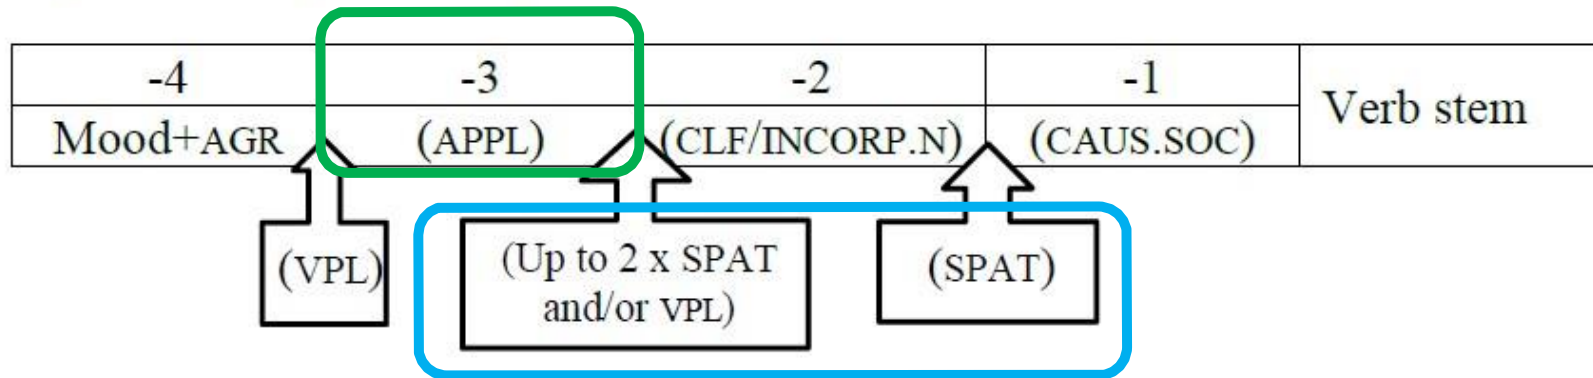 -4 -3 -2 -1 Verb stem
Mood+AGR (APPL) (CLF/INCORP.N) (CAUS.SOC)
(VPL) (Up to 2 x SPAT and/or VPL) (SPAT)